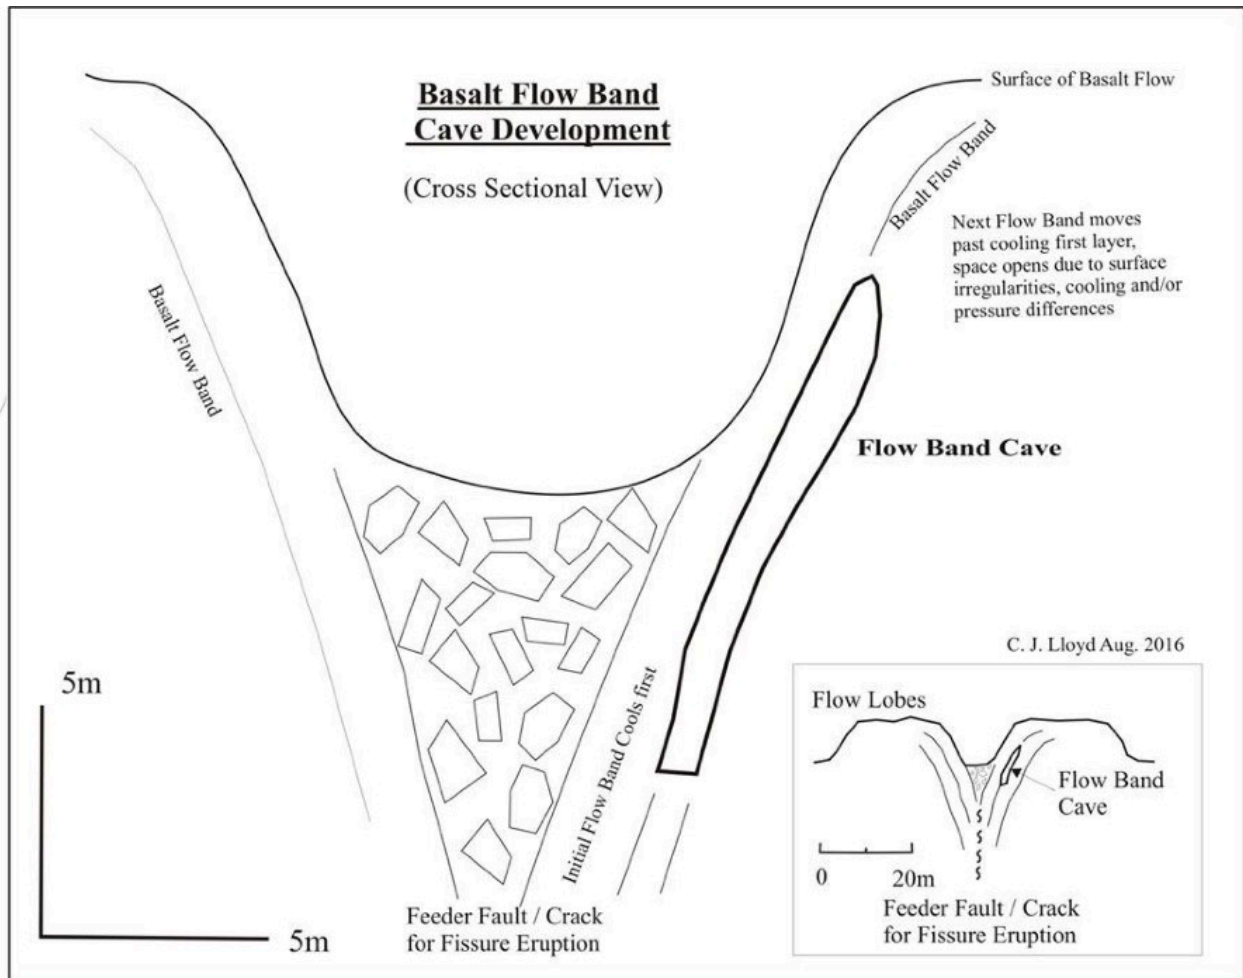 Basalt Flow Band
Cave Development
(Cross Sectional View)
Surface of Basalt Flow
Basalt Flow Band
Next Flow Band moves
past cooling first layer,
space opens due to surface
irregularities, cooling and/or
pressure differences
Basalt Flow Band
Flow Band Cave
Initial Flow Band Cools first
C. J. Lloyd Aug. 2016
5m
5m
Feeder Fault / Crack
for Fissure Eruption
Flow Lobes
Flow Band
Cave
0 20m
Feeder Fault / Crack
for Fissure Eruption